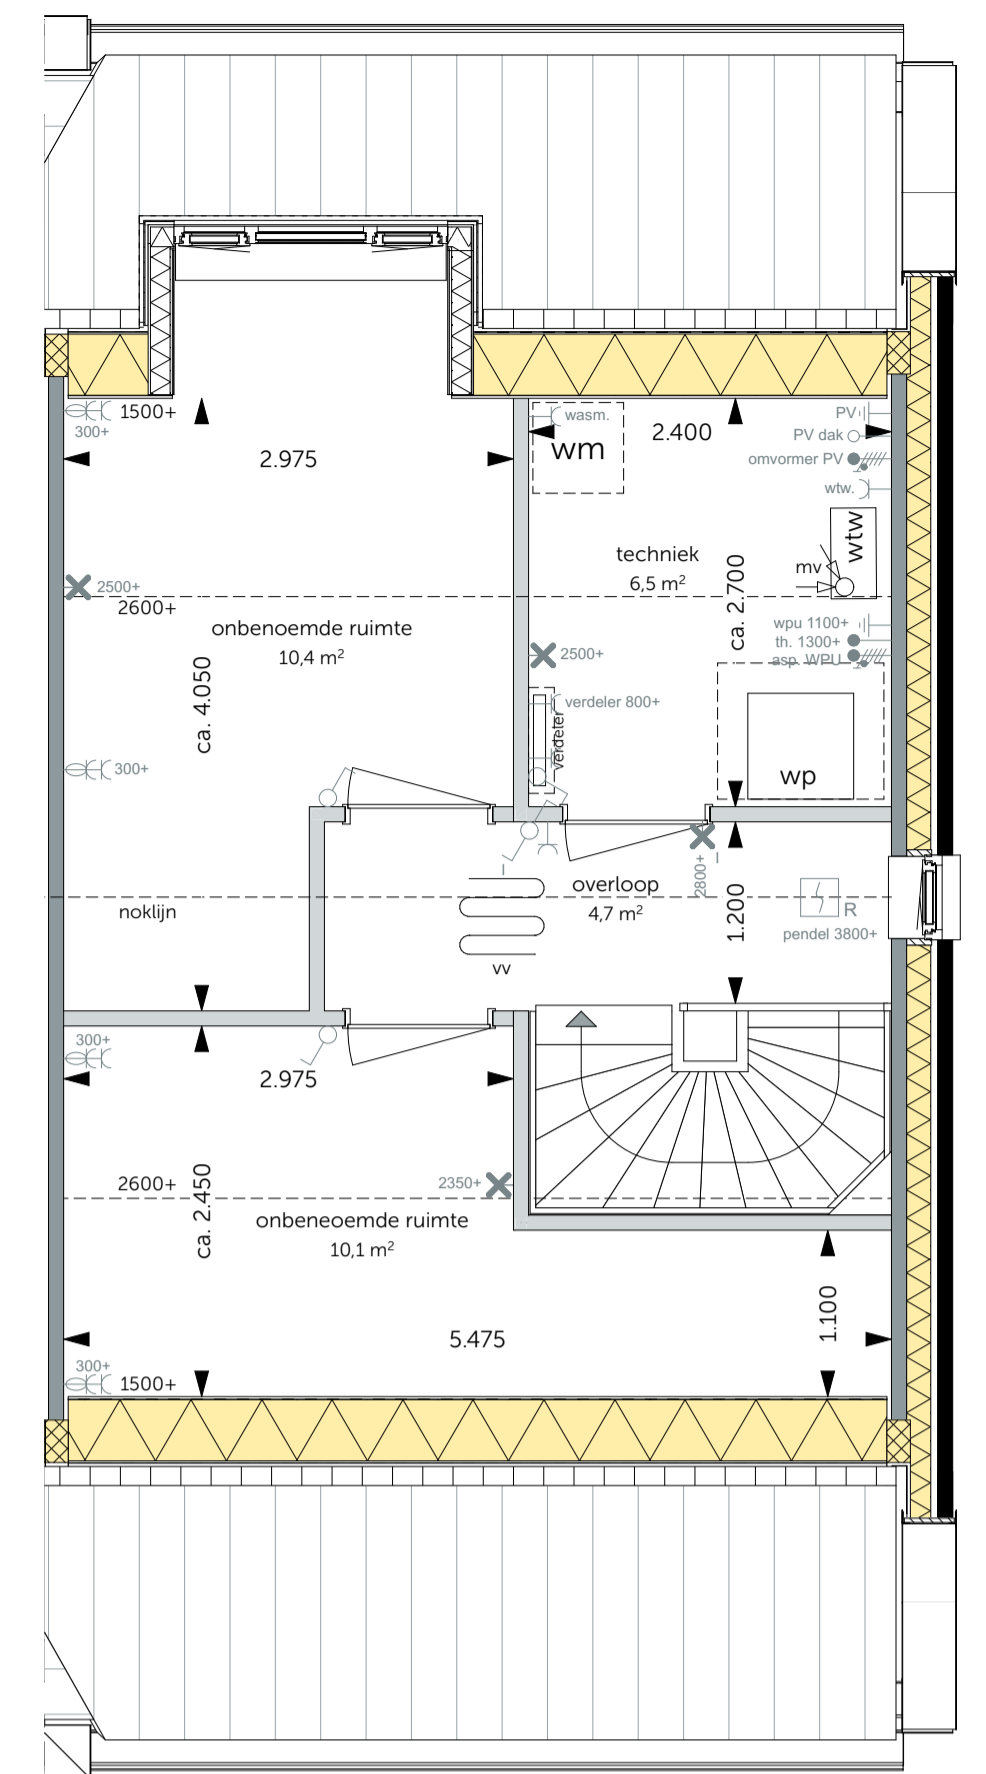 1500+
300+
wasm.
wm
2.400
PV
PV dak
omvormer PV
wtw.
2.975
wtw
mv
techniek
6,5 m²
ca. 2.700
2500+
2600+
onbenoemde ruimte
10,4 m²
wpu 1100+
th. 1300+
asp. WPU
2500+
ca. 4.050
verdeler 800+
verdeler
300+
wp
2800+
overloop
4,7 m²
1.200
R
pendel 3800+
noklijn
vv
300+
2.975
2600+
2350+
ca. 2.450
onbeneoemde ruimte
10,1 m²
1.100
5.475
300+
1500+